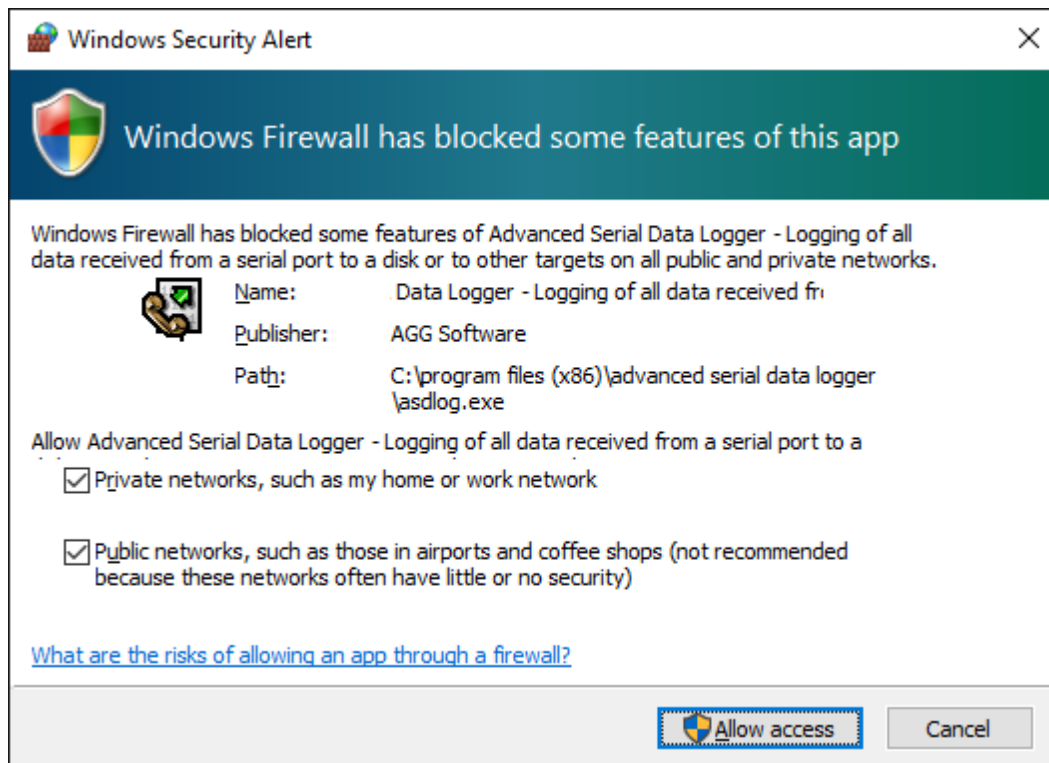 Windows Security Alert
Windows Firewall has blocked some features of this app
Windows Firewall has blocked some features of Advanced Serial Data Logger - Logging of all
data received from a serial port to a disk or to other targets on all public and private networks.
Name: Data Logger - Logging of all data received fr
Publisher: AGG Software
Path: C:\program files (x86)\advanced serial data logger
\asdlog.exe
Allow Advanced Serial Data Logger - Logging of all data received from a serial port to a
Private networks, such as my home or work network
Public networks, such as those in airports and coffee shops (not recommended
because these networks often have little or no security)
What are the risks of allowing an app through a firewall?
Allow access Cancel